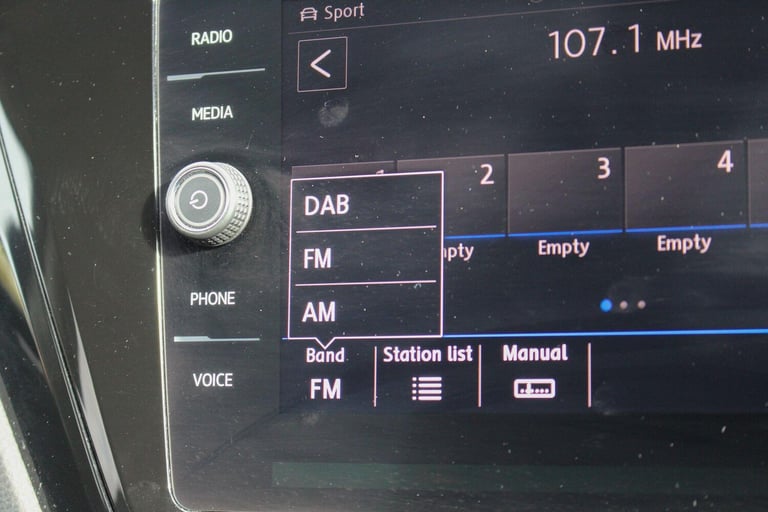 Sport
RADIO
107.1 MHz
MEDIA
2
3
4
DAB
FM
AM
Empty
Empty
PHONE
Band
Station list
Manual
FM
VOICE